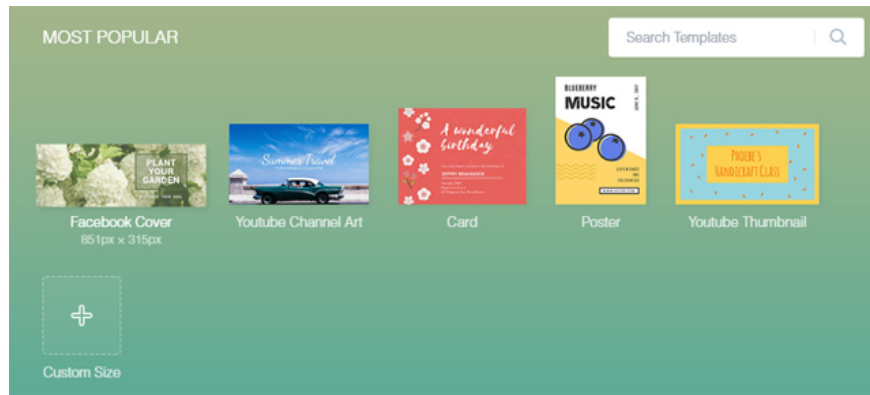 MOST POPULAR
Search Templates
PLANT
YOUR
GARDEN
Summer Travel
A wonderful
birthday
BLUEBERRY
MUSIC
PHOEBE'S
HANDICRAFT CLASS
Facebook Cover
851px × 315px
Youtube Channel Art
Card
Poster
Youtube Thumbnail
Custom Size